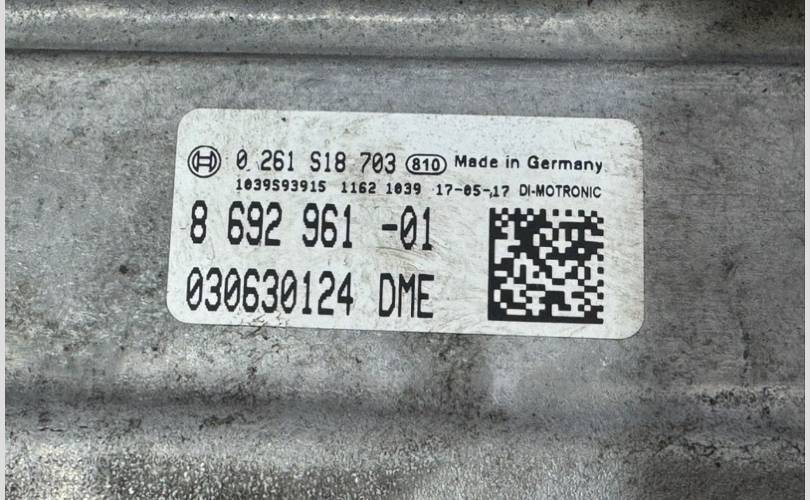 0 261 S18 703 810 Made in Germany
1039S93915 1162 1039 17-05-17 DI-MOTRONIC
8 692 961 -01
030630124 DME